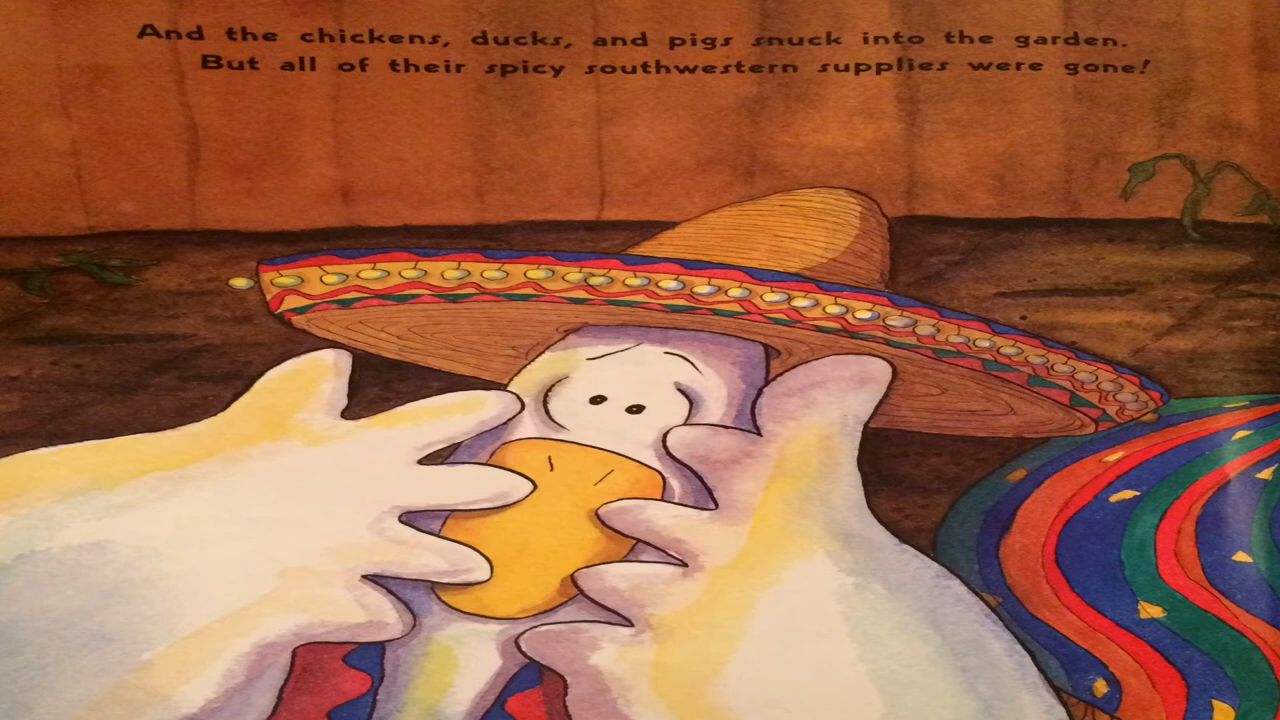 And the chickens, ducks, and pigs snuck into the garden.
But all of their spicy southwestern supplies were gone!